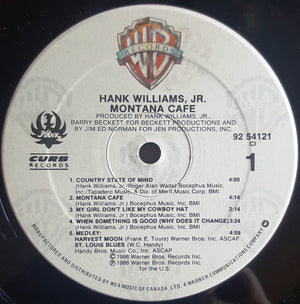 WB
RECORDS
HANK WILLIAMS, JR.
MONTANA CAFE
PRODUCED BY HANK WILLIAMS, JR.,
BARRY BECKETT FOR BECKETT PRODUCTIONS AND
BY JIM ED NORMAN FOR JEN PRODUCTIONS, INC.
CURB
RECORDS
92 54121
CI
1
1. COUNTRY STATE OF MIND 4:00
(Hank Williams, Jr./Roger Alan Wade) Bocephus Music,
Inc./Tapadero Music A Div. of Merit Music Corp. BMI
2. MONTANA CAFE 4:19
(Hank Williams, Jr.) Bocephus Music, Inc. BMI
3. MY GIRL DON'T LIKE MY COWBOY HAT 4:21
(Hank Williams, Jr.) Bocephus Music, Inc. BMI
4. WHEN SOMETHING IS GOOD (WHY DOES IT CHANGE) 3:24
(Hank Williams, Jr.) Bocephus Music, Inc. BMI
5. MEDLEY: 4:59
HARVEST MOON (Frank E. Tours) Warner Bros. Inc. ASCAP
ST. LOUIS BLUES (W.C. Handy)
Handy Bros. Music Co., Inc. ASCAP
℗ 1986 Warner Bros. Records Inc.
© 1986 Warner Bros. Records Inc.
for the U.S.
MANUFACTURED AND DISTRIBUTED BY WEA MUSIC OF CANADA, LTD. A WARNER COMMUNICATIONS COMPANY